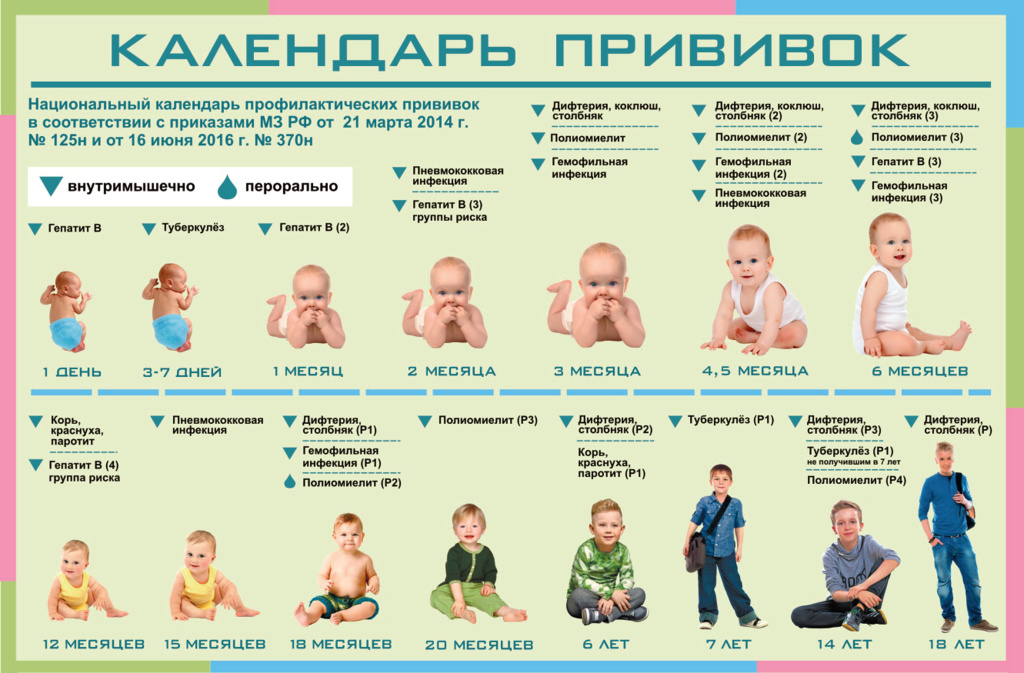 КАЛЕНДАРЬ ПРИВИВОК
Национальный календарь профилактических прививок
в соответствии с приказами МЗ РФ от 21 марта 2014 г.
№ 125н и от 16 июня 2016 г. № 370н
внутримышечно
перорально
Гепатит В
1 ДЕНЬ
Туберкулёз
3-7 ДНЕЙ
Гепатит В (2)
1 МЕСЯЦ
Пневмококковая
инфекция
Гепатит В (3)
группы риска
2 МЕСЯЦА
Дифтерия, коклюш,
столбняк
Полиомиелит
Гемофильная
инфекция
3 МЕСЯЦА
Дифтерия, коклюш,
столбняк (2)
Полиомиелит (2)
Гемофильная
инфекция (2)
Пневмококковая
инфекция
4,5 МЕСЯЦА
Дифтерия, коклюш,
столбняк (3)
Полиомиелит (3)
Гепатит В (3)
Гемофильная
инфекция (3)
6 МЕСЯЦЕВ
Корь,
краснуха,
паротит
Гепатит В (4)
группа риска
12 МЕСЯЦЕВ
Пневмококковая
инфекция
15 МЕСЯЦЕВ
Дифтерия,
столбняк (Р1)
Гемофильная
инфекция (Р1)
Полиомиелит (Р2)
18 МЕСЯЦЕВ
Полиомиелит (Р3)
20 МЕСЯЦЕВ
Дифтерия,
столбняк (Р2)
Корь,
краснуха,
паротит (Р1)
6 ЛЕТ
Туберкулёз (Р1)
7 ЛЕТ
Дифтерия,
столбняк (Р3)
Туберкулёз (Р1)
не получившим в 7 лет
Полиомиелит (Р4)
14 ЛЕТ
Дифтерия,
столбняк (Р)
18 ЛЕТ